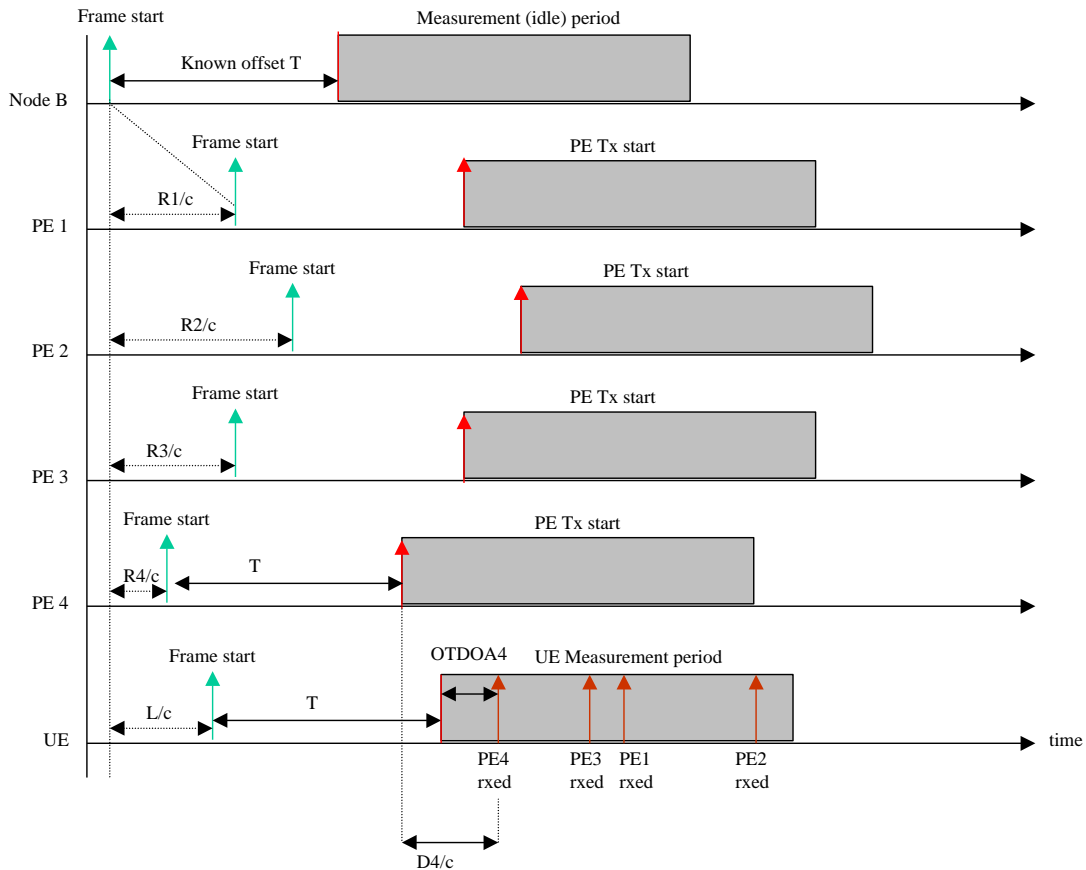 Frame start
Measurement (idle) period
Known offset T
Node B
Frame start
PE Tx start
R1/c
PE 1
Frame start
PE Tx start
R2/c
PE 2
Frame start
PE Tx start
R3/c
PE 3
Frame start
PE Tx start
R4/c
T
PE 4
OTDOA4
Frame start
UE Measurement period
L/c
T
UE
time
PE4
rxed
PE3
rxed
PE1
rxed
PE2
rxed
D4/c